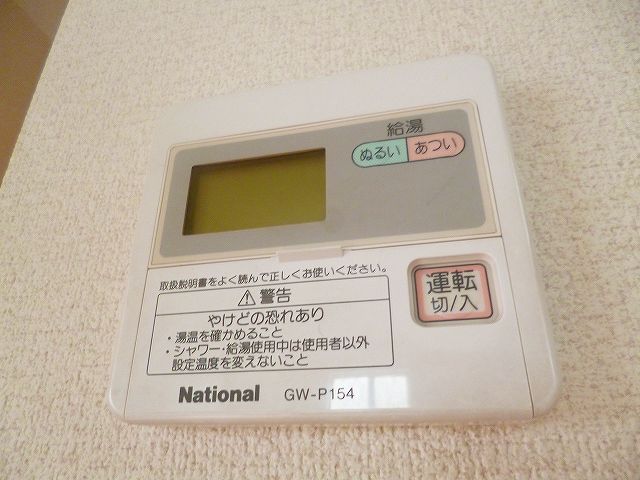 給湯
ぬるい あつい
取扱説明書をよく読んで正しくお使いください。
⚠警告
やけどの恐れあり
・湯温を確かめること
・シャワー・給湯使用中は使用者以外
設定温度を変えないこと
運転
切/入
National GW-P154